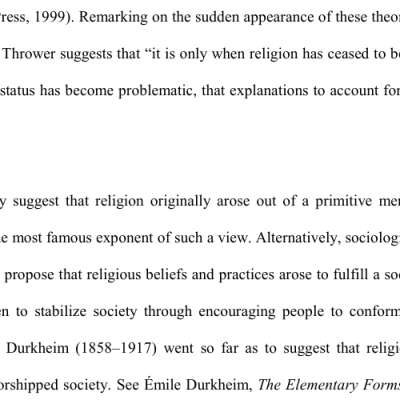 ress, 1999). Remarking on the sudden appearance of these theor
Thrower suggests that “it is only when religion has ceased to b
status has become problematic, that explanations to account for
y suggest that religion originally arose out of a primitive me
e most famous exponent of such a view. Alternatively, sociolog
propose that religious beliefs and practices arose to fulfill a so
n to stabilize society through encouraging people to conform
Durkheim (1858–1917) went so far as to suggest that religi
orshipped society. See Émile Durkheim, The Elementary Forms